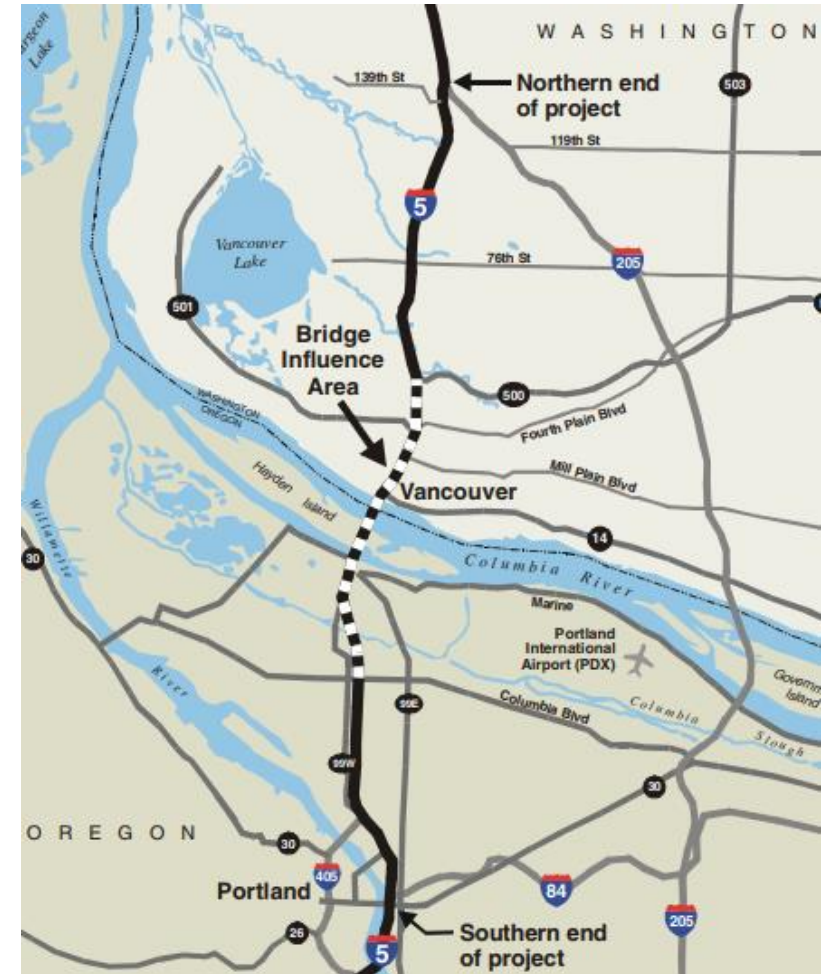 WASHINGTON
Lake
139th St
Northern end
of project
503
119th St
5
Vancouver
Lake
76th St
205
501
Bridge
Influence
Area
WASHINGTON
OREGON
500
Fourth Plain Blvd
Mill Plain Blvd
Hayden Island
Vancouver
14
Willamette
30
Columbia River
Marine
Portland
International
Airport (PDX)
Island
River
99E
Columbia Blvd
Columbia
Slough
99W
30
OREGON
30
405
Portland
84
205
26
5
Southern end
of project